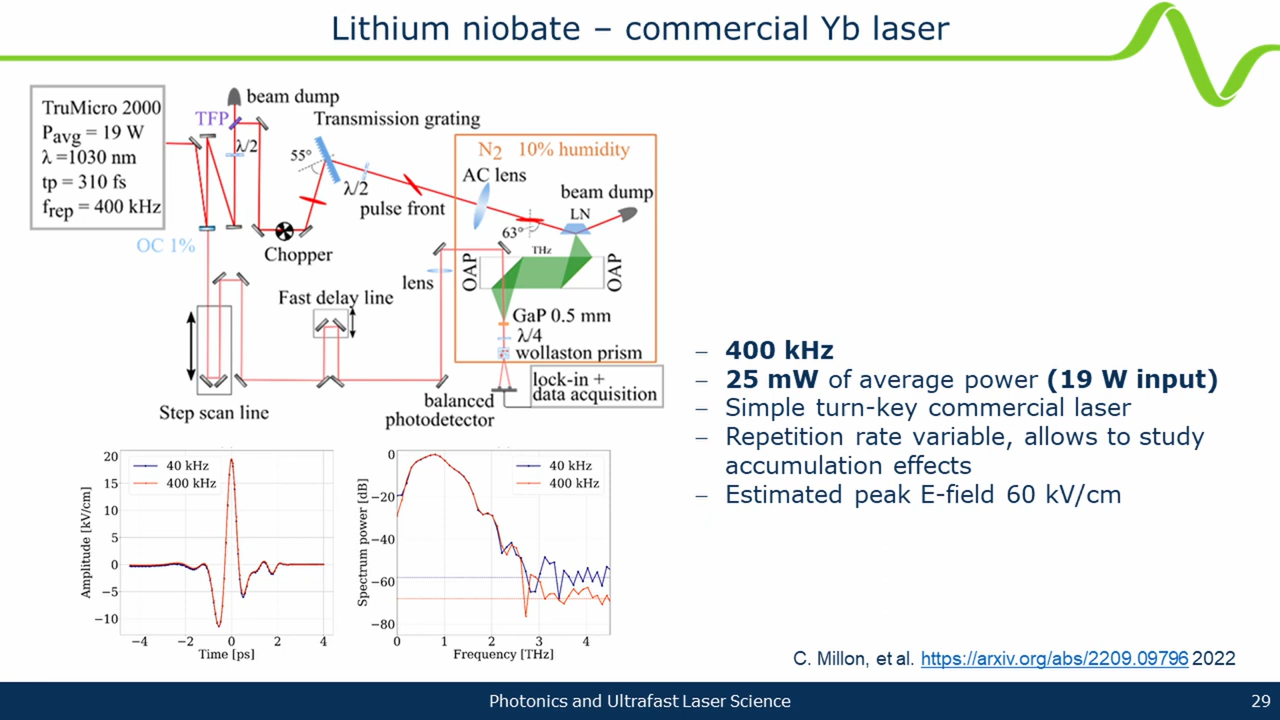 Lithium niobate – commercial Yb laser
TruMicro 2000
Pavg = 19 W
λ =1030 nm
tp = 310 fs
frep = 400 kHz
beam dump
TFP
λ/2
Transmission grating
55°
λ/2
pulse front
OC 1%
Chopper
N2 10% humidity
AC lens
beam dump
LN
63°
THz
OAP
OAP
lens
Fast delay line
GaP 0.5 mm
λ/4
wollaston prism
lock-in +
data acquisition
balanced
photodetector
Step scan line
– 400 kHz
– 25 mW of average power (19 W input)
– Simple turn-key commercial laser
– Repetition rate variable, allows to study
accumulation effects
– Estimated peak E-field 60 kV/cm
Amplitude [kV/cm]
20
15
10
5
0
−5
−10
40 kHz
400 kHz
−4 −2 0 2 4
Time [ps]
Spectrum power [dB]
0
−20
−40
−60
−80
40 kHz
400 kHz
0 1 2 3 4
Frequency [THz]
C. Millon, et al. https://arxiv.org/abs/2209.09796 2022
Photonics and Ultrafast Laser Science
29